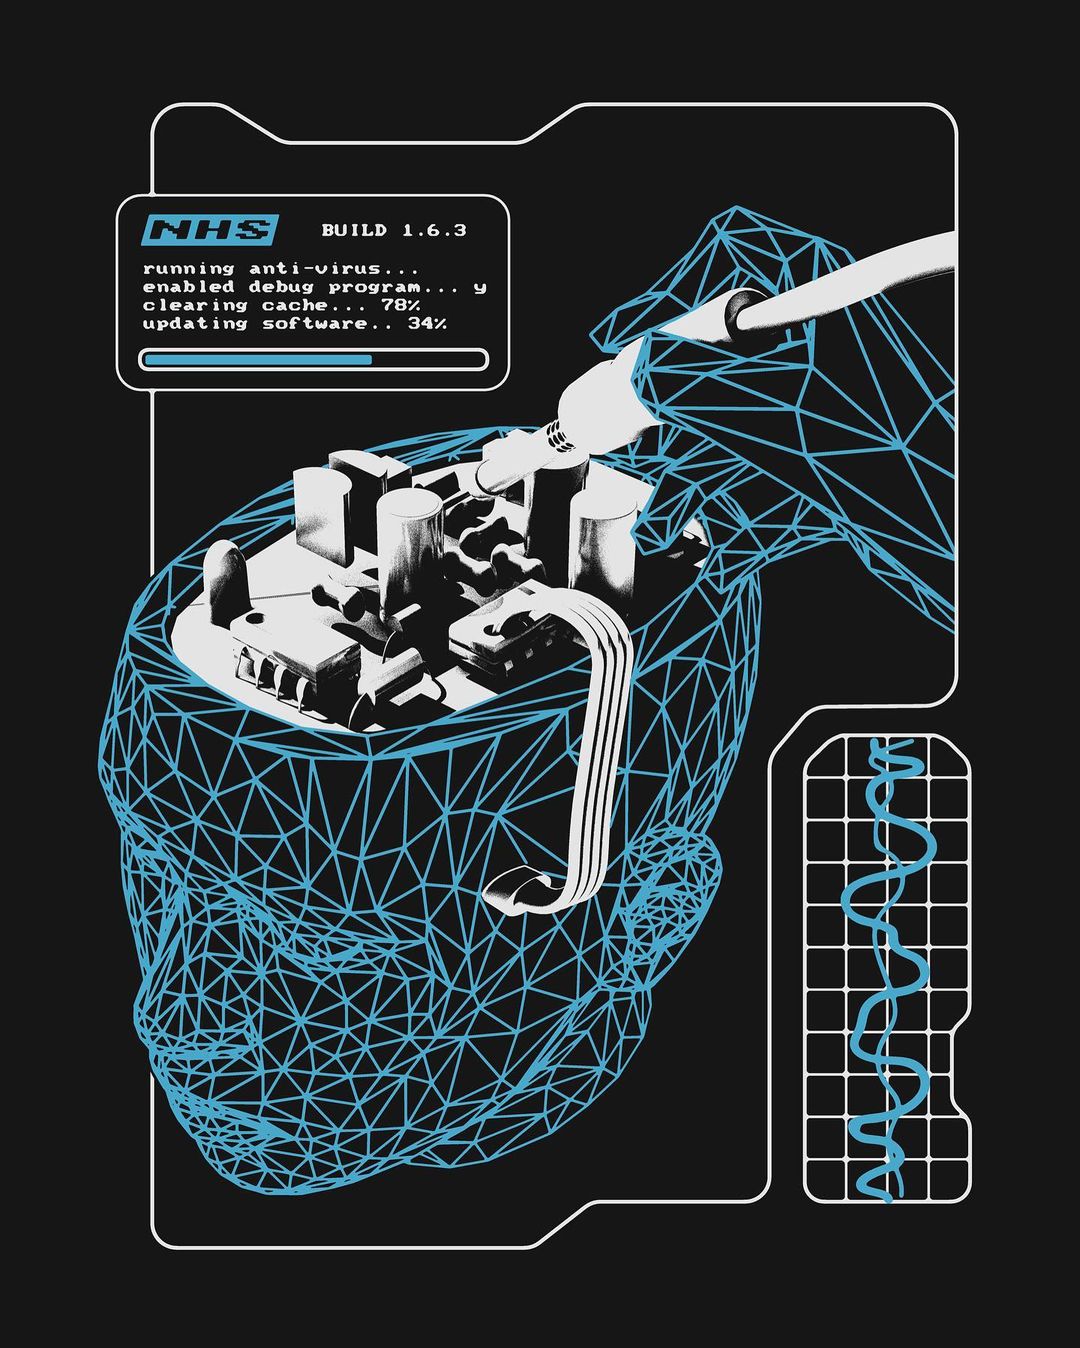 NHS
BUILD 1.6.3
running anti-virus...
enabled debug program... y
clearing cache... 78%
updating software.. 34%